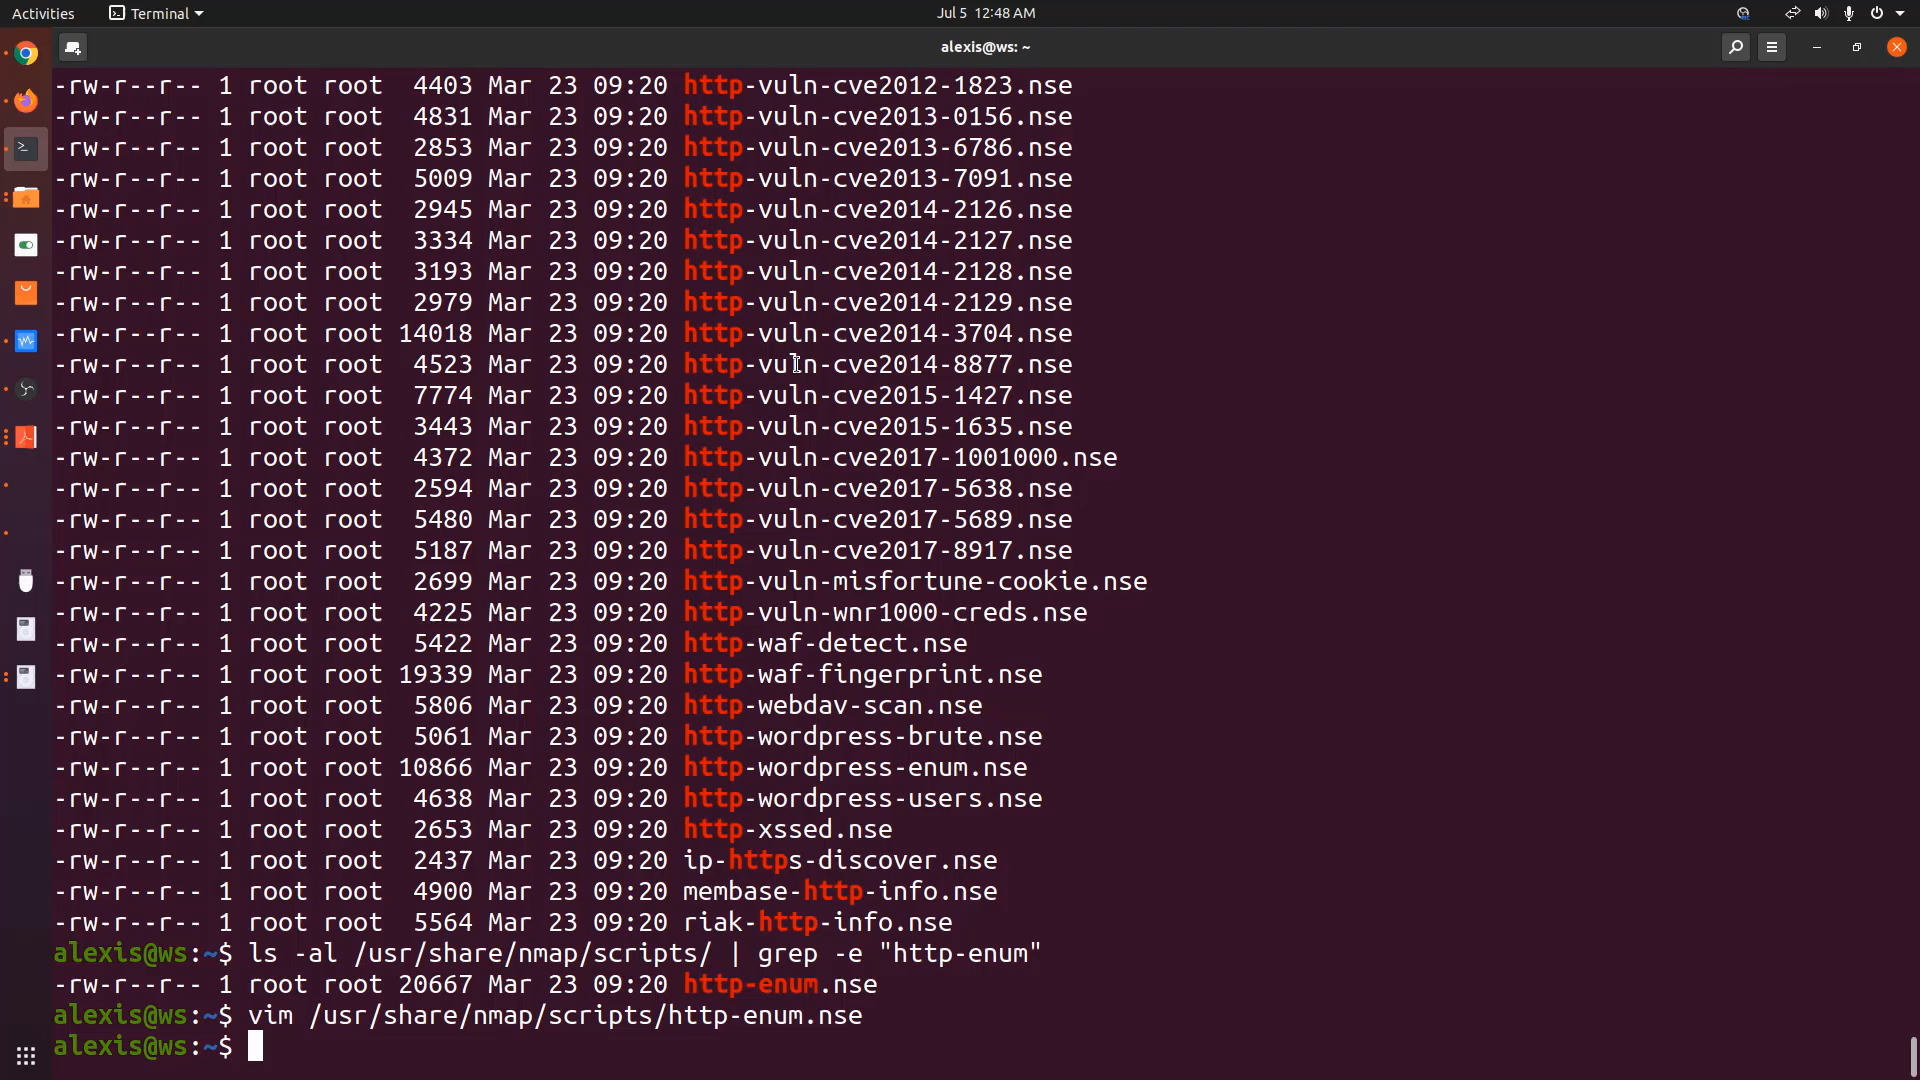 Activities
Terminal
Jul 5 12:48 AM
alexis@ws: ~
-rw-r--r-- 1 root root  4403 Mar 23 09:20 http-vuln-cve2012-1823.nse
-rw-r--r-- 1 root root  4831 Mar 23 09:20 http-vuln-cve2013-0156.nse
-rw-r--r-- 1 root root  2853 Mar 23 09:20 http-vuln-cve2013-6786.nse
-rw-r--r-- 1 root root  5009 Mar 23 09:20 http-vuln-cve2013-7091.nse
-rw-r--r-- 1 root root  2945 Mar 23 09:20 http-vuln-cve2014-2126.nse
-rw-r--r-- 1 root root  3334 Mar 23 09:20 http-vuln-cve2014-2127.nse
-rw-r--r-- 1 root root  3193 Mar 23 09:20 http-vuln-cve2014-2128.nse
-rw-r--r-- 1 root root  2979 Mar 23 09:20 http-vuln-cve2014-2129.nse
-rw-r--r-- 1 root root 14018 Mar 23 09:20 http-vuln-cve2014-3704.nse
-rw-r--r-- 1 root root  4523 Mar 23 09:20 http-vuln-cve2014-8877.nse
-rw-r--r-- 1 root root  7774 Mar 23 09:20 http-vuln-cve2015-1427.nse
-rw-r--r-- 1 root root  3443 Mar 23 09:20 http-vuln-cve2015-1635.nse
-rw-r--r-- 1 root root  4372 Mar 23 09:20 http-vuln-cve2017-1001000.nse
-rw-r--r-- 1 root root  2594 Mar 23 09:20 http-vuln-cve2017-5638.nse
-rw-r--r-- 1 root root  5480 Mar 23 09:20 http-vuln-cve2017-5689.nse
-rw-r--r-- 1 root root  5187 Mar 23 09:20 http-vuln-cve2017-8917.nse
-rw-r--r-- 1 root root  2699 Mar 23 09:20 http-vuln-misfortune-cookie.nse
-rw-r--r-- 1 root root  4225 Mar 23 09:20 http-vuln-wnr1000-creds.nse
-rw-r--r-- 1 root root  5422 Mar 23 09:20 http-waf-detect.nse
-rw-r--r-- 1 root root 19339 Mar 23 09:20 http-waf-fingerprint.nse
-rw-r--r-- 1 root root  5806 Mar 23 09:20 http-webdav-scan.nse
-rw-r--r-- 1 root root  5061 Mar 23 09:20 http-wordpress-brute.nse
-rw-r--r-- 1 root root 10866 Mar 23 09:20 http-wordpress-enum.nse
-rw-r--r-- 1 root root  4638 Mar 23 09:20 http-wordpress-users.nse
-rw-r--r-- 1 root root  2653 Mar 23 09:20 http-xssed.nse
-rw-r--r-- 1 root root  2437 Mar 23 09:20 ip-https-discover.nse
-rw-r--r-- 1 root root  4900 Mar 23 09:20 membase-http-info.nse
-rw-r--r-- 1 root root  5564 Mar 23 09:20 riak-http-info.nse
alexis@ws:~$ ls -al /usr/share/nmap/scripts/ | grep -e "http-enum"
-rw-r--r-- 1 root root 20667 Mar 23 09:20 http-enum.nse
alexis@ws:~$ vim /usr/share/nmap/scripts/http-enum.nse
alexis@ws:~$